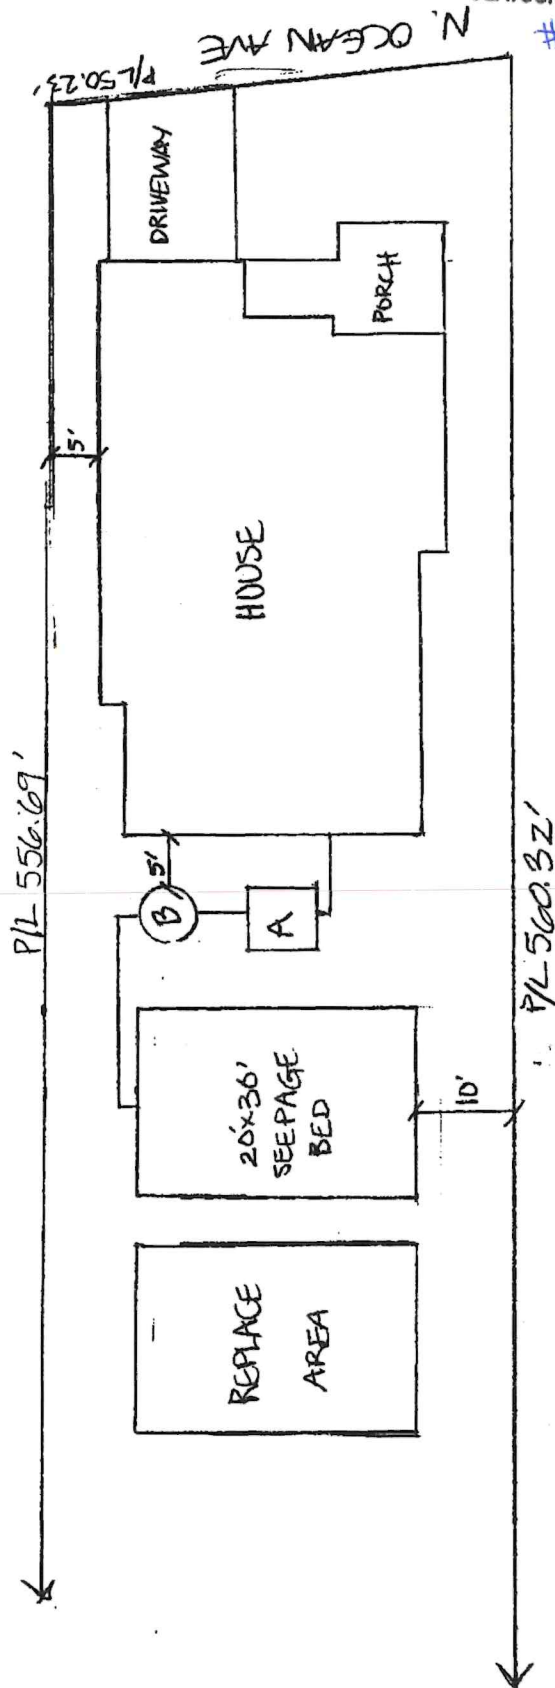 #
N. OCEAN AVE
P/L 50.23'
DRIVEWAY
PORCH
5'
HOUSE
P/L 556.69'
5'
B
A
P/L 560.32'
20'x36'
SEEPAGE
BED
10'
REPLACE
AREA